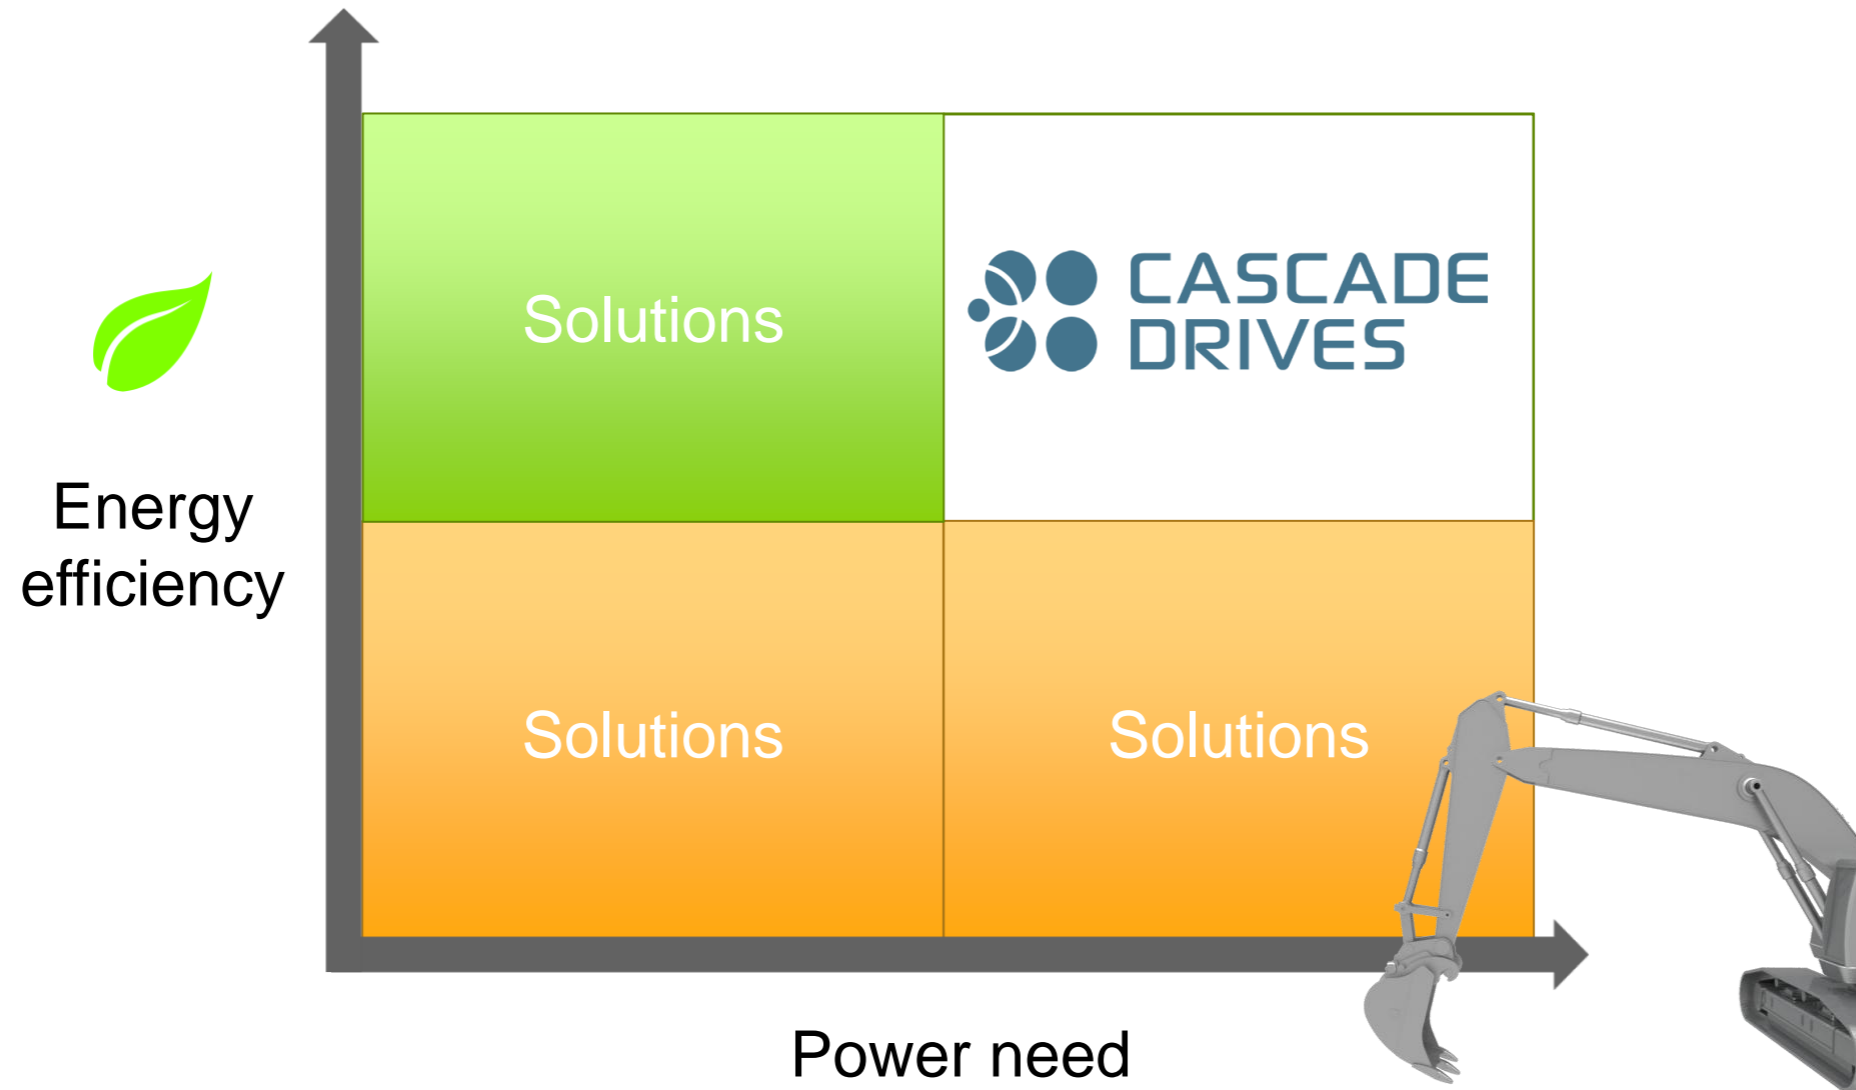 Solutions
CASCADE
DRIVES
Energy
efficiency
Solutions
Solutions
Power need